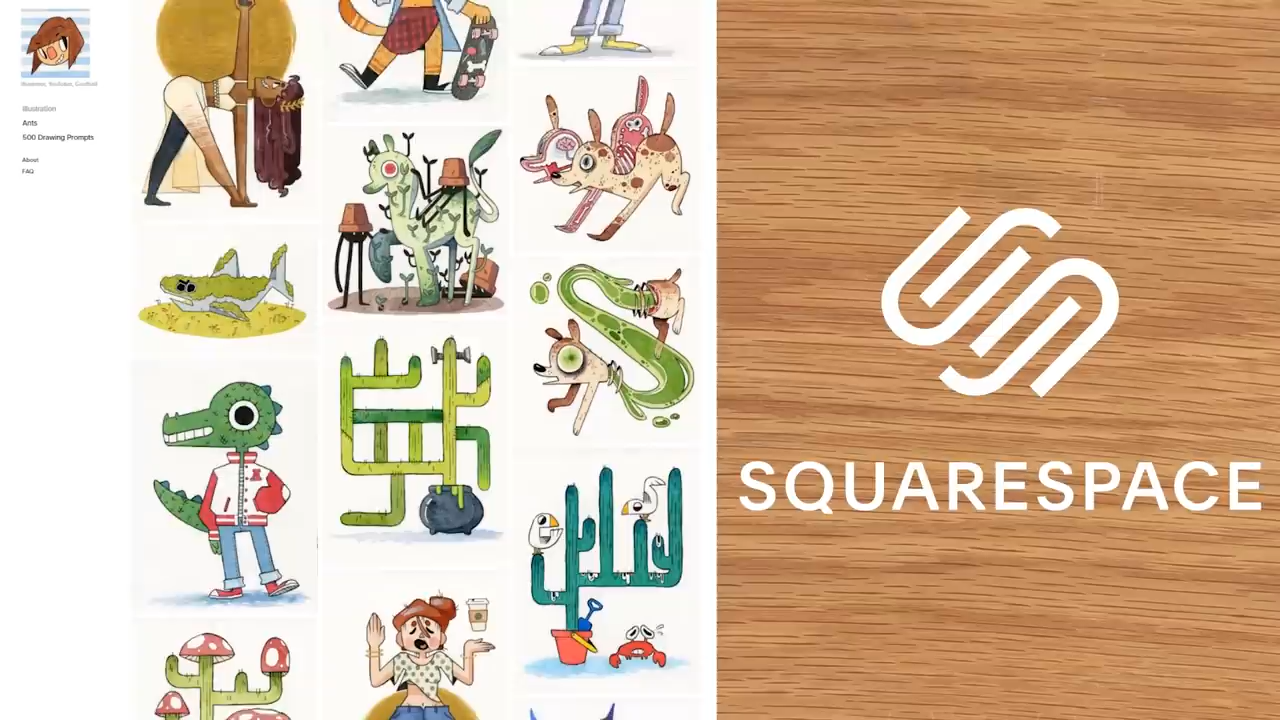 Illustration
Ants
500 Drawing Prompts
About
FAQ
SQUARESPACE